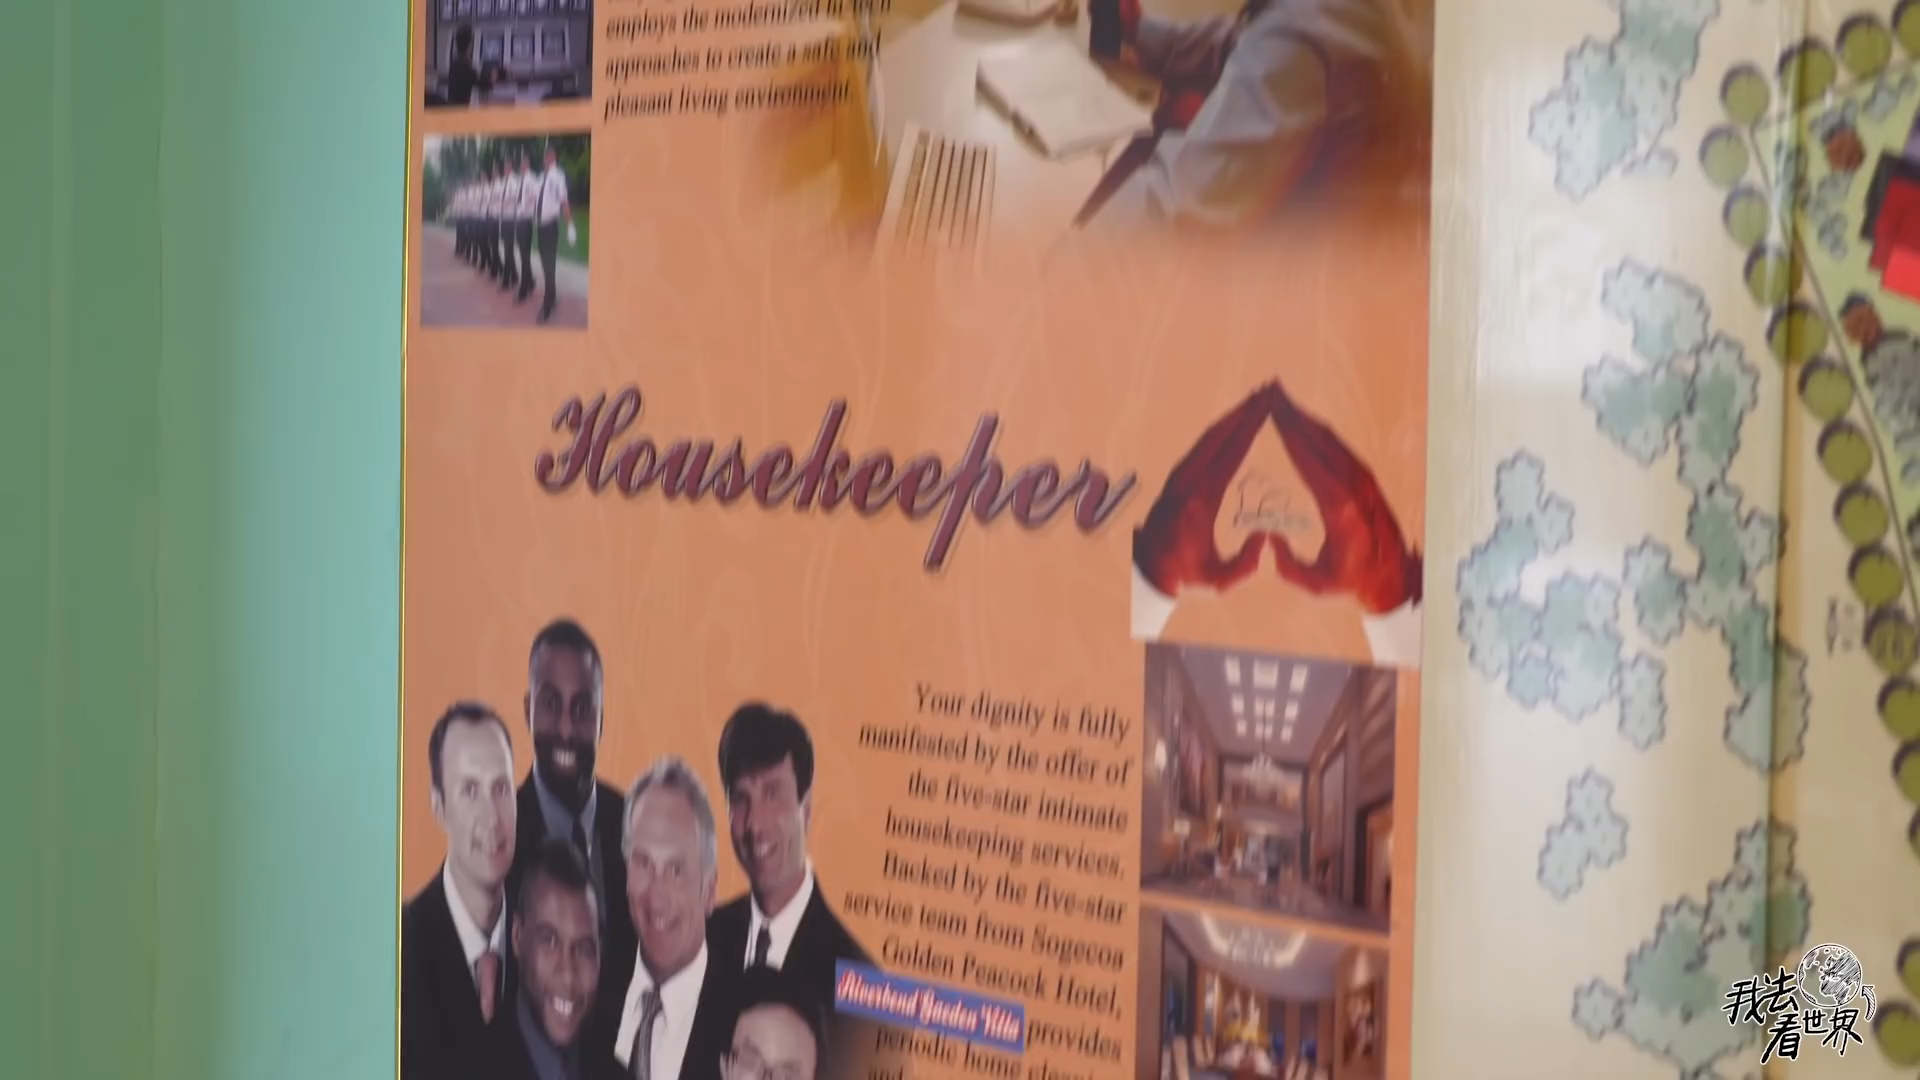 employs the modernized
approaches to create a safe and
pleasant living environment
Housekeeper
Your dignity is fully
manifested by the offer of
the five-star intimate
housekeeping services.
Backed by the five-star
service team from Sogecoa
Golden Peacock Hotel,
Riverbend Garden Villa provides
periodic home
我去
看世界